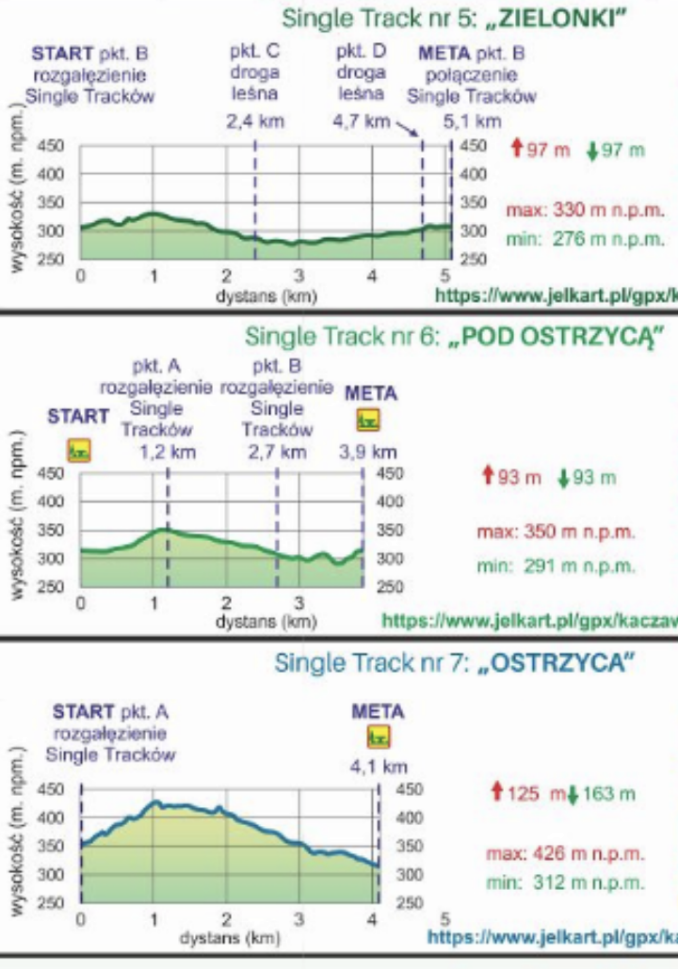 Single Track nr 5: „ZIELONKI”
START pkt. B
rozgałęzienie
Single Tracków
pkt. C
droga
leśna
2,4 km
pkt. D
droga
leśna
4,7 km
META pkt. B
połączenie
Single Tracków
5,1 km
wysokość (m. npm.)
450
400
350
300
250
450
400
350
300
250
0 1 2 3 4 5
dystans (km)
97 m 97 m
max: 330 m n.p.m.
min: 276 m n.p.m.
https://www.jelkart.pl/gpx/k
Single Track nr 6: „POD OSTRZYCĄ”
START
pkt. A
rozgałęzienie
Single
Tracków
1,2 km
pkt. B
rozgałęzienie
Single
Tracków
2,7 km
META
3,9 km
wysokość (m. npm.)
450
400
350
300
250
450
400
350
300
250
0 1 2 3
dystans (km)
93 m 93 m
max: 350 m n.p.m.
min: 291 m n.p.m.
https://www.jelkart.pl/gpx/kaczaw
Single Track nr 7: „OSTRZYCA”
START pkt. A
rozgałęzienie
Single Tracków
META
4,1 km
wysokość (m. npm.)
450
400
350
300
250
450
400
350
300
250
0 1 2 3 4 5
dystans (km)
125 m 163 m
max: 426 m n.p.m.
min: 312 m n.p.m.
https://www.jelkart.pl/gpx/ka